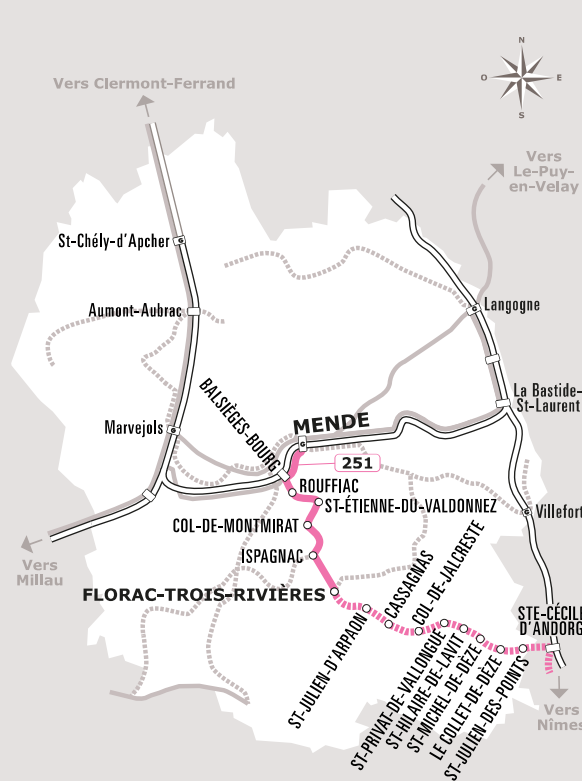 N
O
E
S
Vers Clermont-Ferrand
Vers
Le-Puy-
en-Velay
St-Chély-d'Apcher
G
Aumont-Aubrac
Langogne
G
La Bastide-
St-Laurent
Marvejols
G
BALSIÈGES-BOURG
MENDE
G
251
ROUFFIAC
ST-ÉTIENNE-DU-VALDONNEZ
Villefort
G
COL-DE-MONTMIRAT
ISPAGNAC
Vers
Millau
FLORAC-TROIS-RIVIÈRES
ST-JULIEN-D'ARPAON
CASSAGNAS
COL-DE-JALCRESTE
ST-PRIVAT-DE-VALLONGUE
ST-HILAIRE-DE-LAVIT
ST-MICHEL-DE-DÈZE
LE COLLET-DE-DÈZE
ST-JULIEN-DES-POINTS
STE-CÉCILE
D'ANDORG
Vers
Nîmes